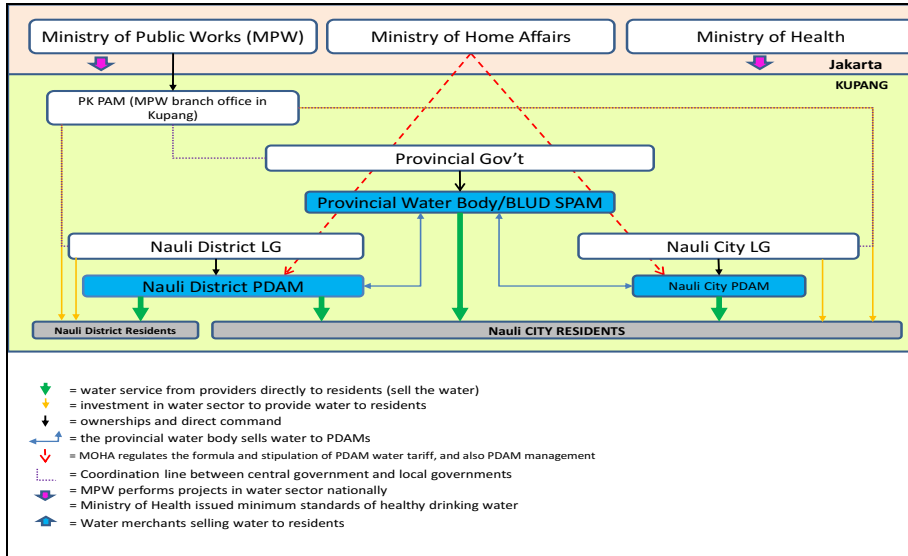 Ministry of Public Works (MPW)
Ministry of Home Affairs
Ministry of Health
Jakarta
KUPANG
PK PAM (MPW branch office in
Kupang)
Provincial Gov't
Provincial Water Body/BLUD SPAM
Nauli District LG
Nauli City LG
Nauli District PDAM
Nauli City PDAM
Nauli District Residents
Nauli CITY RESIDENTS
= water service from providers directly to residents (sell the water)
= investment in water sector to provide water to residents
= ownerships and direct command
= the provincial water body sells water to PDAMs
= MOHA regulates the formula and stipulation of PDAM water tariff, and also PDAM management
= Coordination line between central government and local governments
= MPW performs projects in water sector nationally
= Ministry of Health issued minimum standards of healthy drinking water
= Water merchants selling water to residents